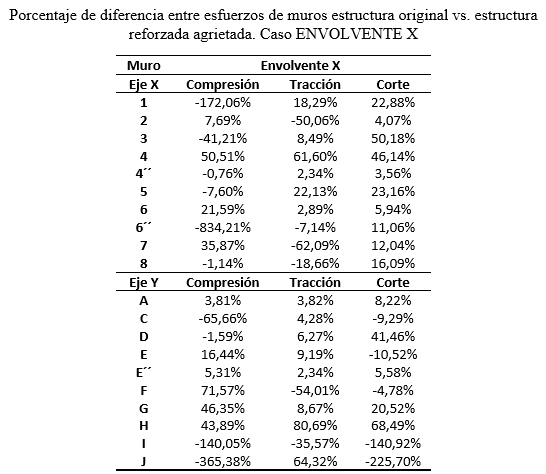 Porcentaje de diferencia entre esfuerzos de muros estructura original vs. estructura
reforzada agrietada. Caso ENVOLVENTE X
Muro Envolvente X
Eje X Compresión Tracción Corte
1 -172,06% 18,29% 22,88%
2 7,69% -50,06% 4,07%
3 -41,21% 8,49% 50,18%
4 50,51% 61,60% 46,14%
4´´ -0,76% 2,34% 3,56%
5 -7,60% 22,13% 23,16%
6 21,59% 2,89% 5,94%
6´´ -834,21% -7,14% 11,06%
7 35,87% -62,09% 12,04%
8 -1,14% -18,66% 16,09%
Eje Y Compresión Tracción Corte
A 3,81% 3,82% 8,22%
C -65,66% 4,28% -9,29%
D -1,59% 6,27% 41,46%
E 16,44% 9,19% -10,52%
E´´ 5,31% 2,34% 5,58%
F 71,57% -54,01% -4,78%
G 46,35% 8,67% 20,52%
H 43,89% 80,69% 68,49%
I -140,05% -35,57% -140,92%
J -365,38% 64,32% -225,70%